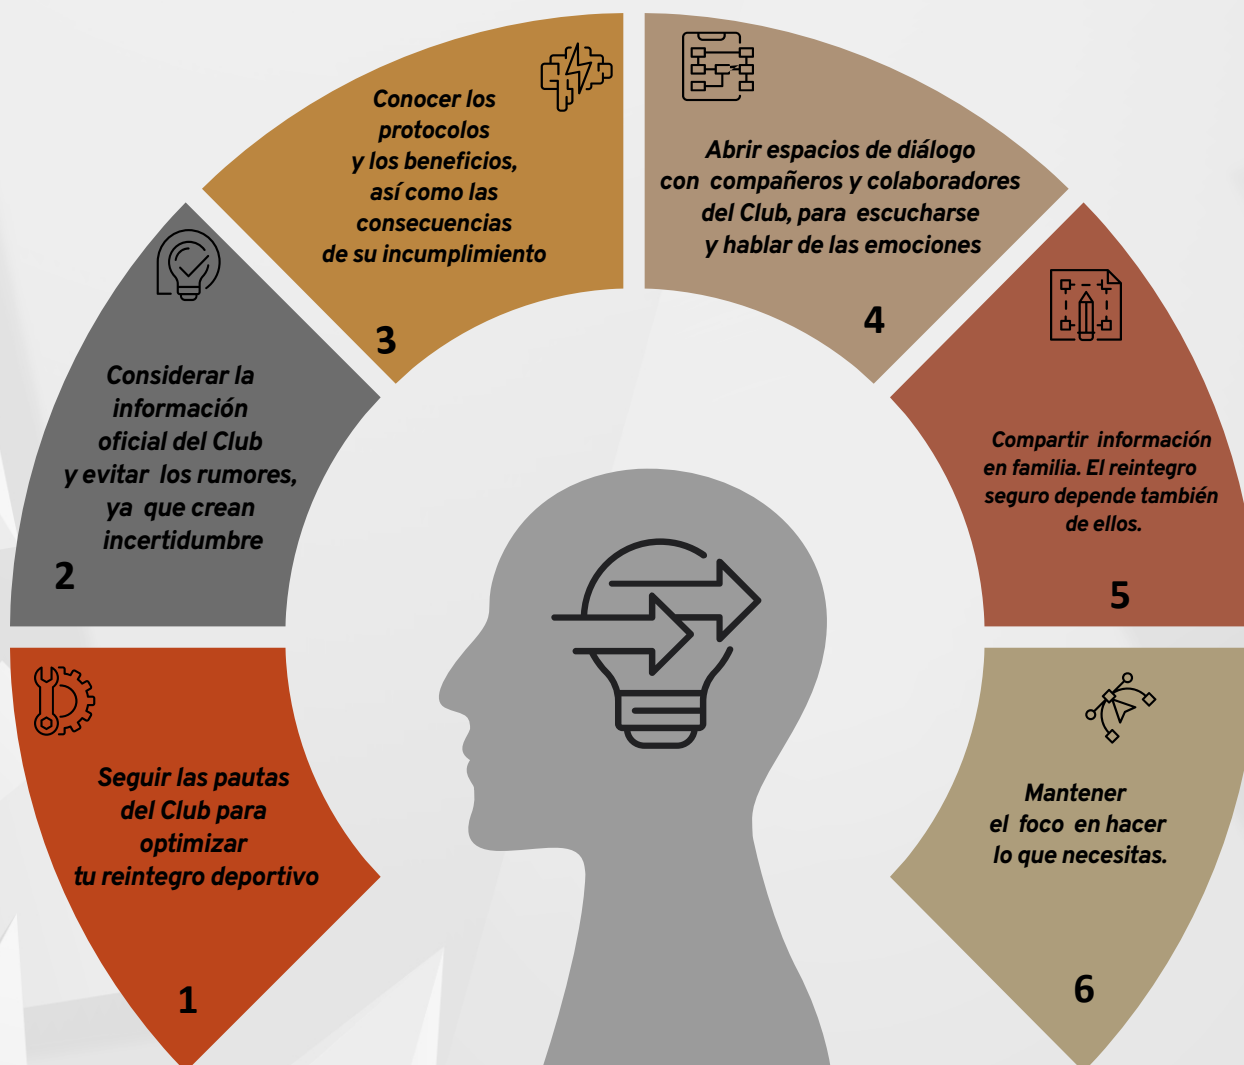 Seguir las pautas
del Club para
optimizar
tu reintegro deportivo
1
Considerar la
información
oficial del Club
y evitar los rumores,
ya que crean
incertidumbre
2
Conocer los
protocolos
y los beneficios,
así como las
consecuencias
de su incumplimiento
3
Abrir espacios de diálogo
con compañeros y colaboradores
del Club, para escucharse
y hablar de las emociones
4
Compartir información
en familia. El reintegro
seguro depende también
de ellos.
5
Mantener
el foco en hacer
lo que necesitas.
6